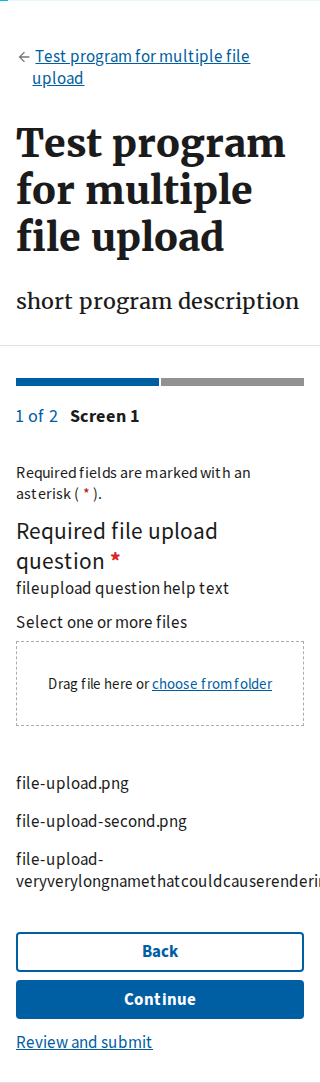 ← Test program for multiple file
upload
Test program
for multiple
file upload
short program description
1 of 2 Screen 1
Required fields are marked with an
asterisk ( * ).
Required file upload
question *
fileupload question help text
Select one or more files
Drag file here or choose from folder
file-upload.png
file-upload-second.png
file-upload-
veryverylongnamethatcouldcauserenderin
Back
Continue
Review and submit